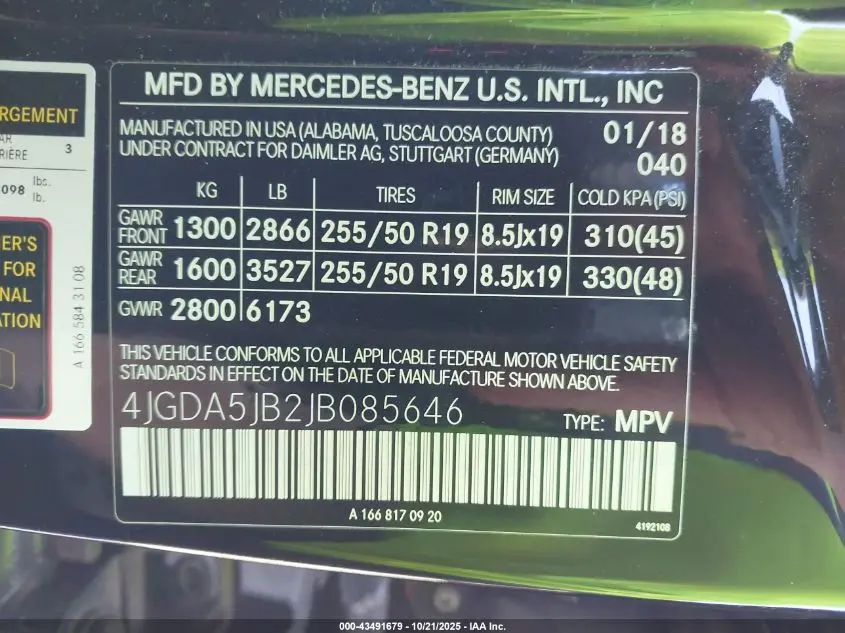 MFD BY MERCEDES-BENZ U.S. INTL., INC
MANUFACTURED IN USA (ALABAMA, TUSCALOOSA COUNTY)
UNDER CONTRACT FOR DAIMLER AG, STUTTGART (GERMANY)
01/18
040
KG LB TIRES RIM SIZE COLD KPA (PSI)
GAWR FRONT 1300 2866 255/50 R19 8.5Jx19 310(45)
GAWR REAR 1600 3527 255/50 R19 8.5Jx19 330(48)
GVWR 2800 6173
THIS VEHICLE CONFORMS TO ALL APPLICABLE FEDERAL MOTOR VEHICLE SAFETY
STANDARDS IN EFFECT ON THE DATE OF MANUFACTURE SHOWN ABOVE.
4JGDA5JB2JB085646 TYPE: MPV
A 166 817 09 20
4192108
3
098 lbs.
lb.
FOR
A 166 584 31 08
000-43491679 - 10/21/2025 - IAA Inc.